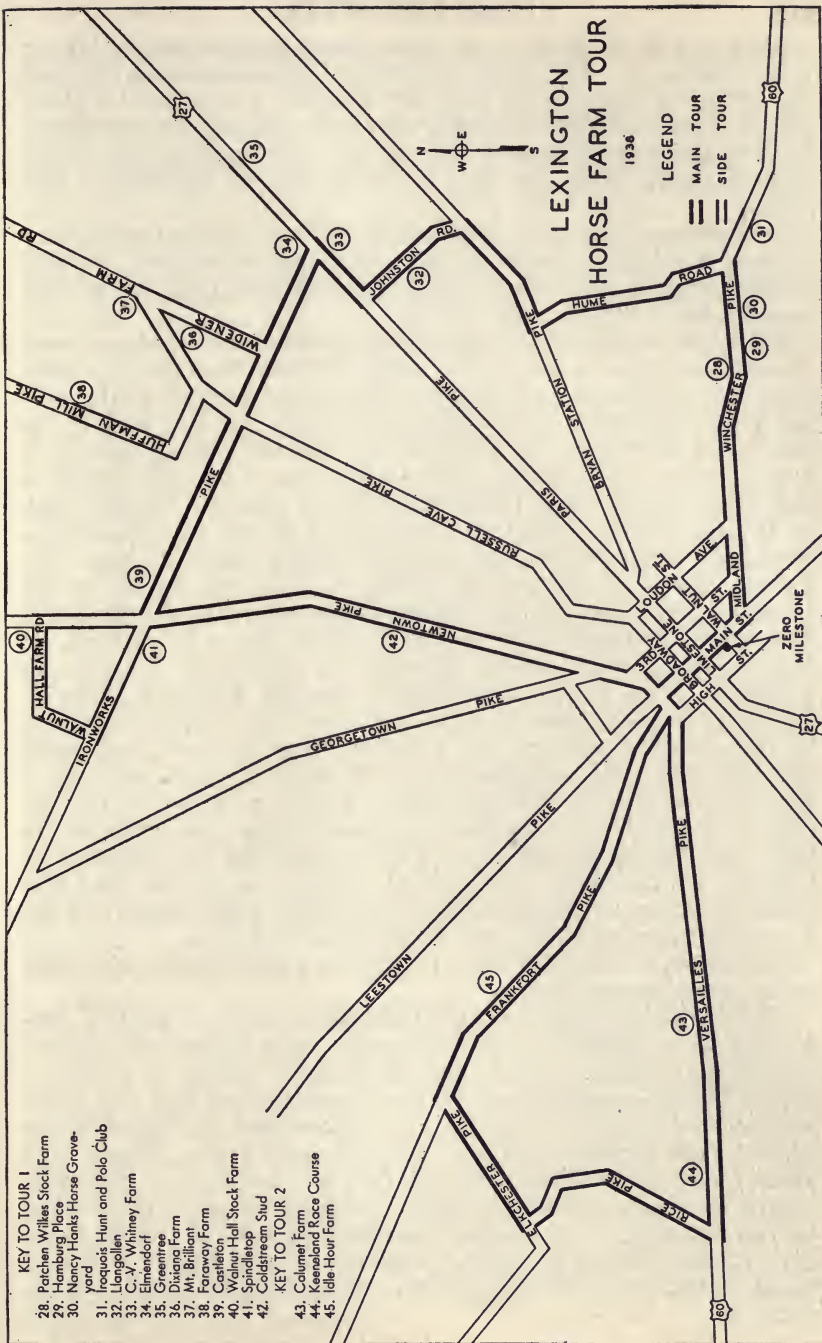 KEY TO TOUR 1
28. Patchen Wilkes Stock Farm
29. Hamburg Place
30. Nancy Hanks Horse Grave-
yard
31. Iroquois Hunt and Polo Club
32. Llangollen
33. C. V. Whitney Farm
34. Elmendorf
35. Greentree
36. Dixiana Farm
37. Mt. Brilliant
38. Faraway Farm
39. Castleton
40. Walnut Hall Stock Farm
41. Spindletop
42. Coldstream Stud
KEY TO TOUR 2
43. Calumet Farm
44. Keeneland Race Course
45. Idle Hour Farm
LEXINGTON
HORSE FARM TOUR
1938
LEGEND
MAIN TOUR
SIDE TOUR
N
W E
S
27
35
34
33
FARM RD
37
WIDENER
36
HUFFMAN MILL PIKE
38
JOHNSTON RD.
32
PIKE
HUME ROAD
60
31
30
29
28
WINCHESTER PIKE
BRYAN STATION
PARIS PIKE
RUSSELL CAVE PIKE
PIKE
39
40
WALNUT HALL FARM RD
41
IRONWORKS
NEWTOWN PIKE
42
GEORGETOWN PIKE
LEESTOWN PIKE
FRANKFORT PIKE
45
ELKCHESTER PIKE
RICE PIKE
44
60
VERSAILLES PIKE
43
LOUDON AVE.
7 ST.
WALNUT ST.
MIDLAND
LIMESTONE
MAIN ST.
3RD
BROADWAY
HIGH ST.
ZERO
MILESTONE
27